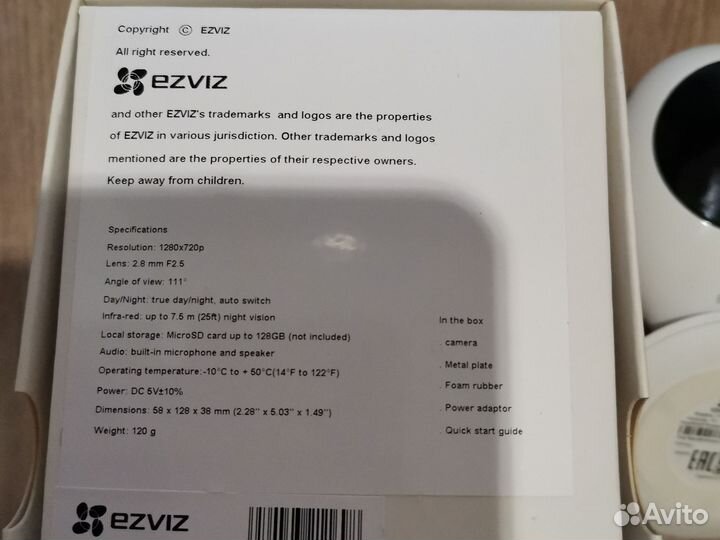 Copyright © EZVIZ
All right reserved.
ezviz
and other EZVIZ's trademarks and logos are the properties
of EZVIZ in various jurisdiction. Other trademarks and logos
mentioned are the properties of their respective owners.
Keep away from children.
Specifications
Resolution: 1280x720p
Lens: 2.8 mm F2.5
Angle of view: 111°
Day/Night: true day/night, auto switch
Infra-red: up to 7.5 m (25ft) night vision
Local storage: MicroSD card up to 128GB (not included)
Audio: built-in microphone and speaker
Operating temperature:-10°C to + 50°C(14°F to 122°F)
Power: DC 5V±10%
Dimensions: 58 x 128 x 38 mm (2.28" x 5.03" x 1.49")
Weight: 120 g
In the box
. camera
. Metal plate
. Foam rubber
. Power adaptor
. Quick start guide
ezviz
EAC
Avito